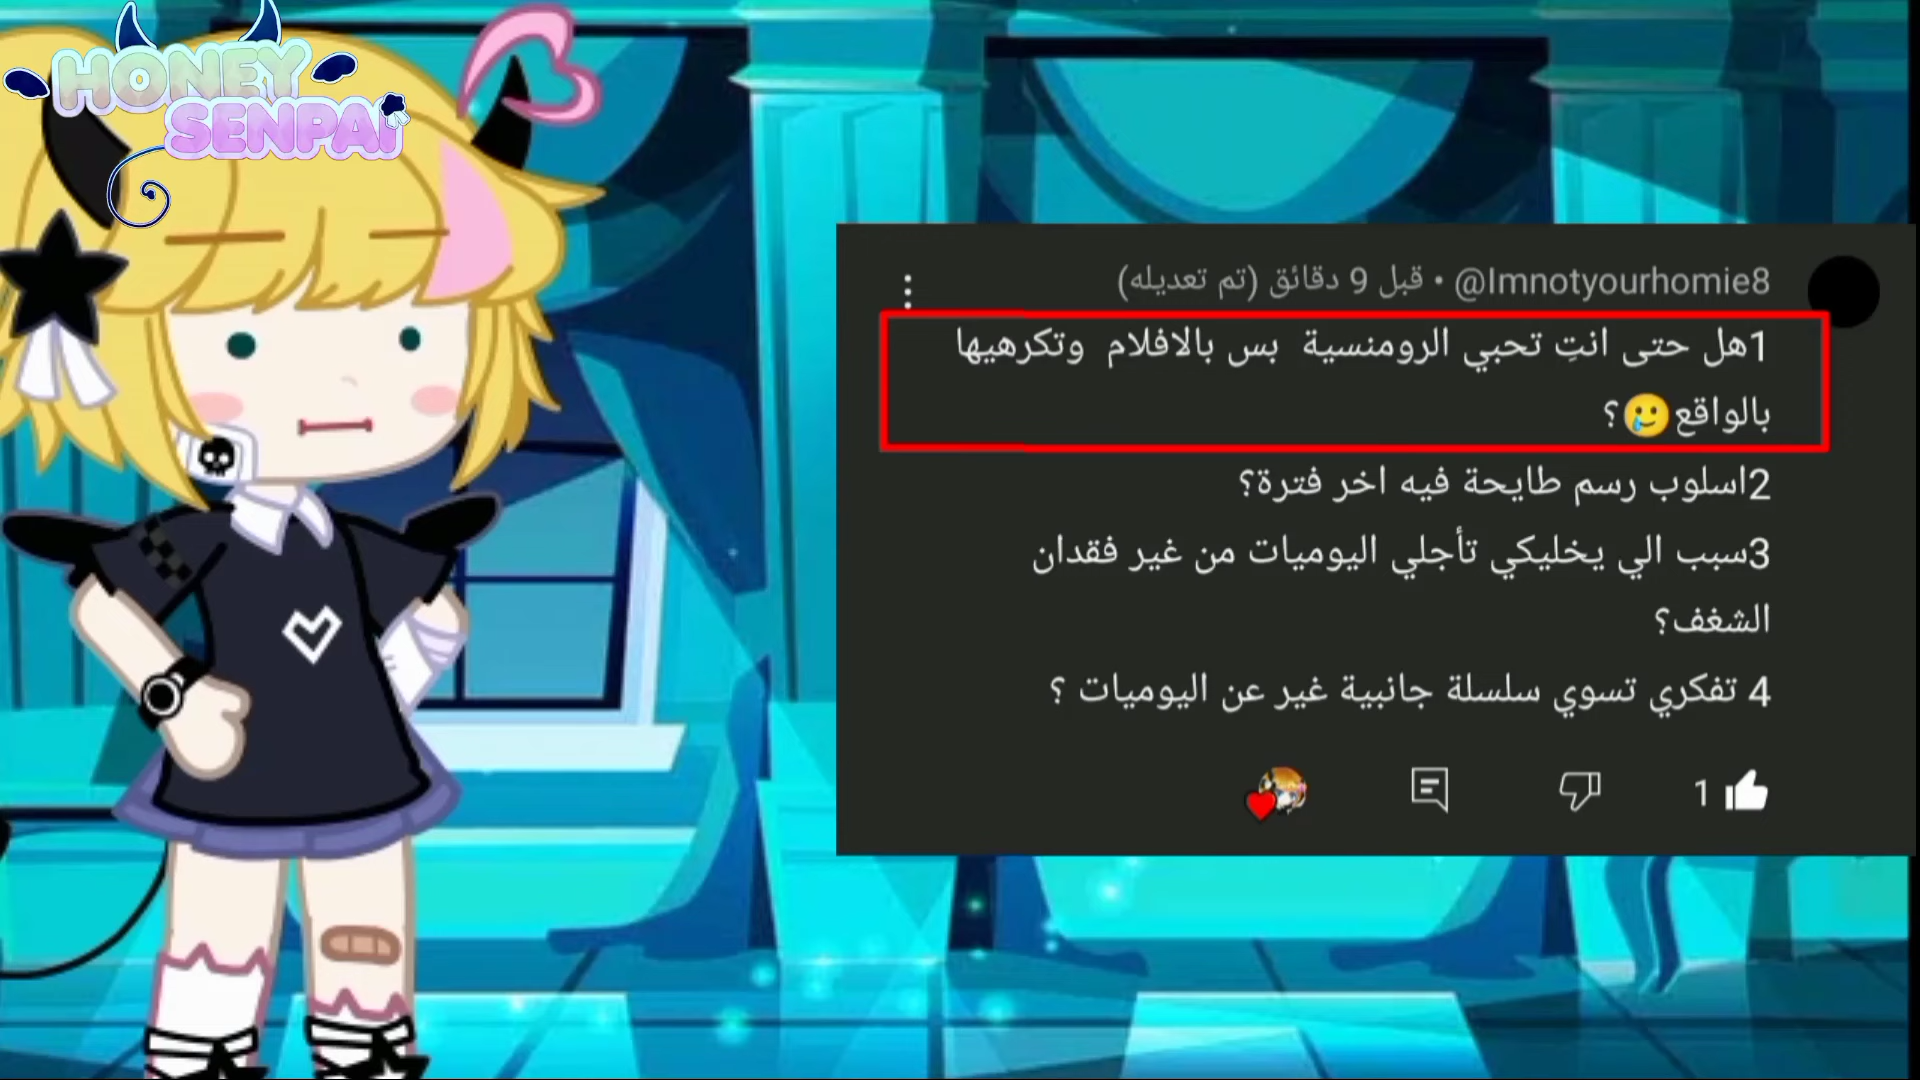 HONEY
SENPAI
@Imnotyourhomie8 • قبل 9 دقائق (تم تعديله)
1هل حتى انتِ تحبي الرومنسية بس بالافلام وتكرهيها
بالواقع🥲؟
2اسلوب رسم طايحة فيه اخر فترة؟
3سبب الي يخليكي تأجلي اليوميات من غير فقدان
الشغف؟
4 تفكري تسوي سلسلة جانبية غير عن اليوميات ؟
1